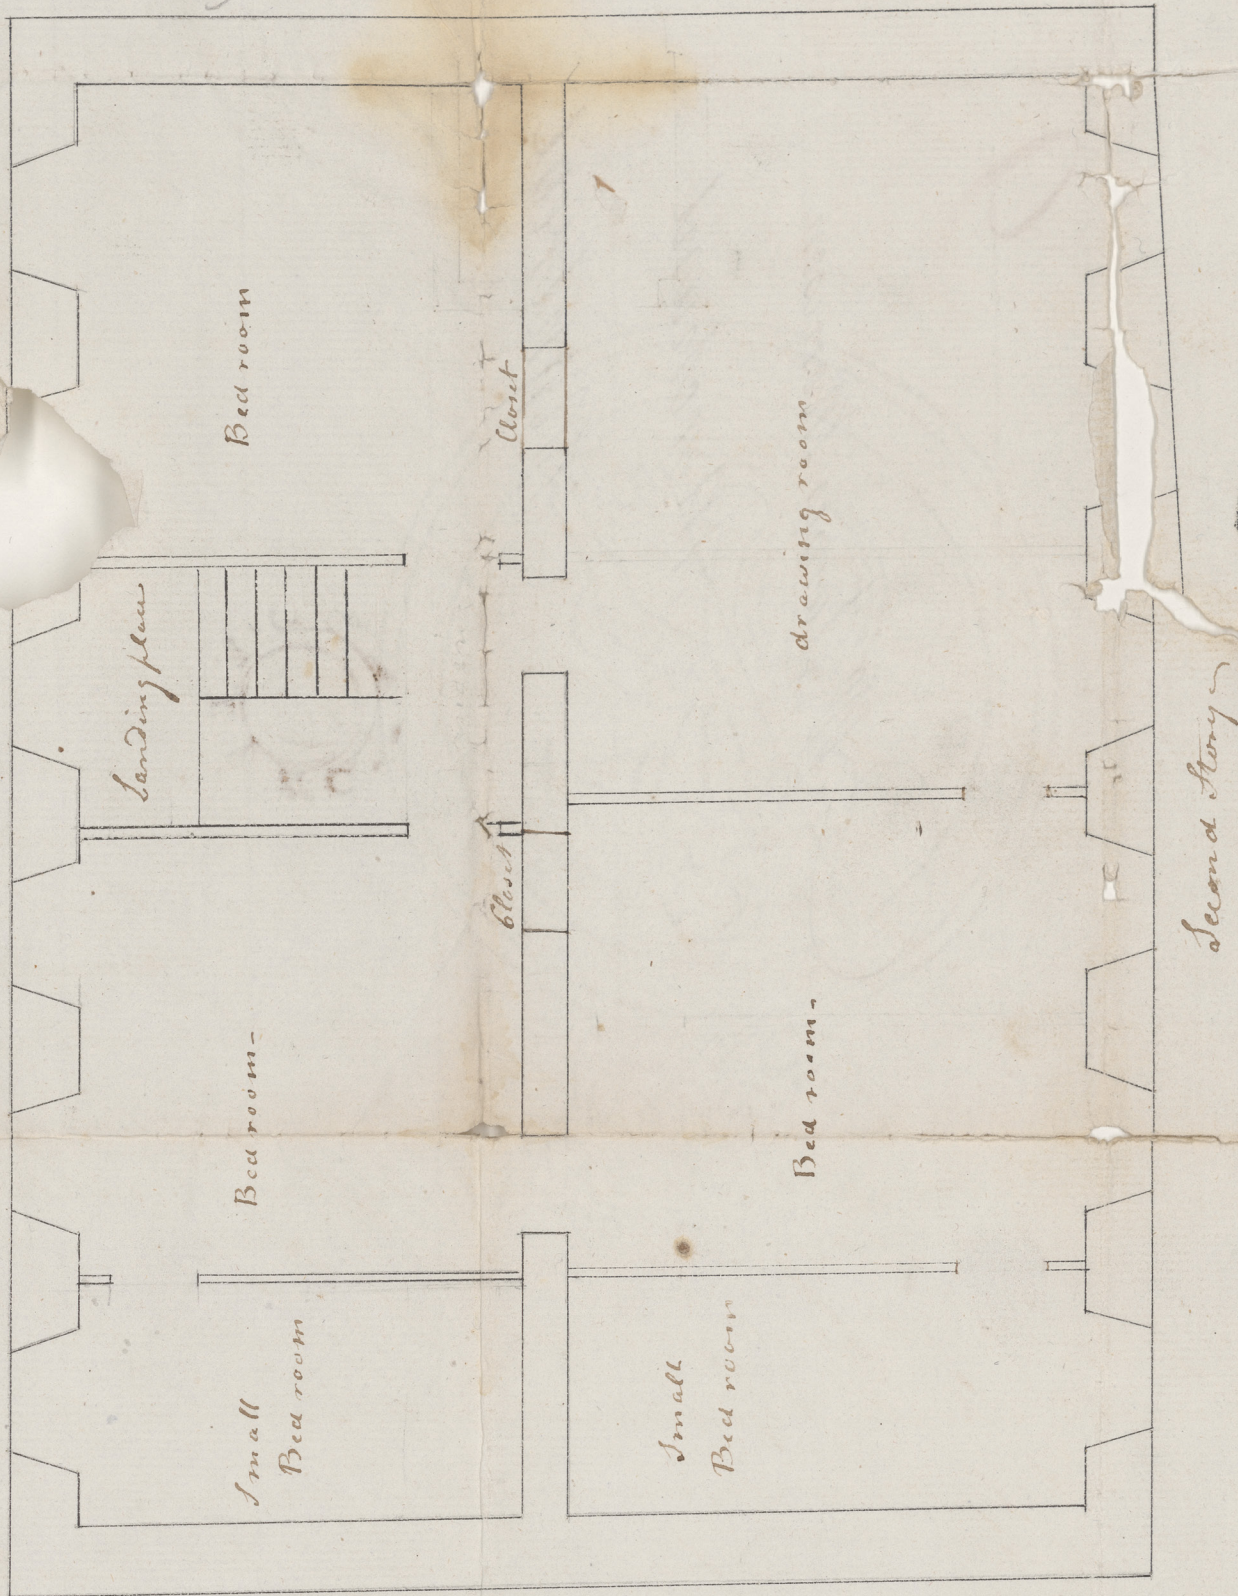 Small
Bed room
Bed room-
Landing place
Bed room
Closet
Closet
Small
Bed room
Bed room-
drawing room
Second Story